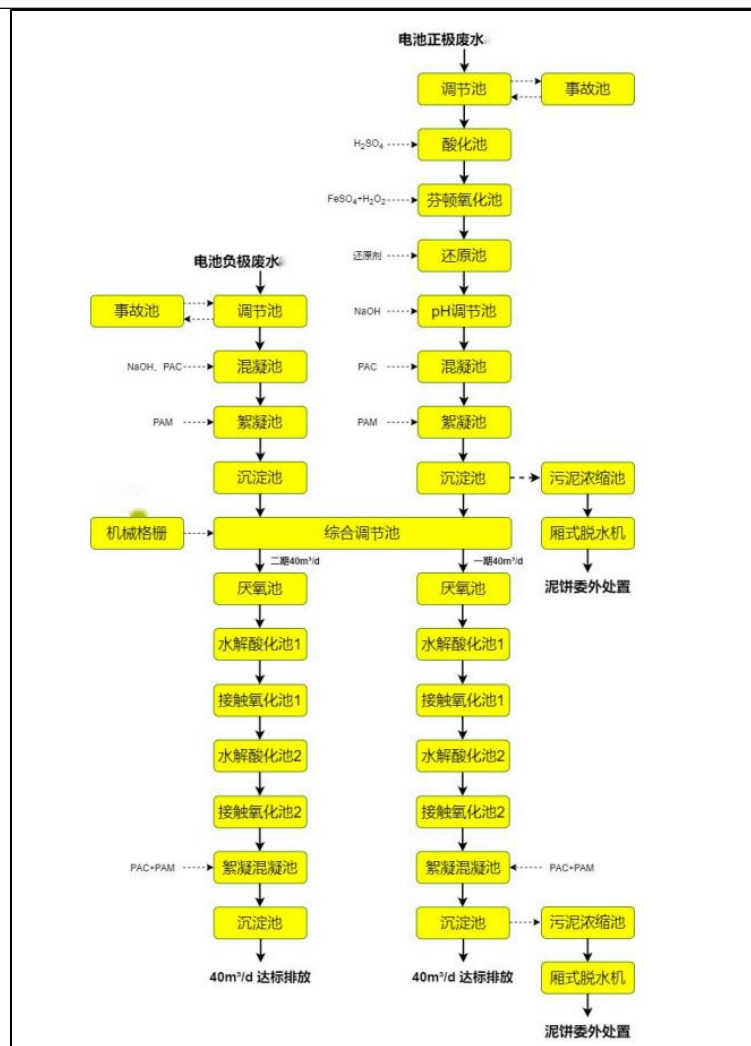 电池正极废水
调节池
事故池
H₂SO₄
酸化池
FeSO₄+H₂O₂
芬顿氧化池
还原剂
还原池
电池负极废水
事故池
调节池
NaOH
pH调节池
NaOH、PAC
混凝池
PAC
混凝池
PAM
絮凝池
PAM
絮凝池
沉淀池
沉淀池
污泥浓缩池
机械格栅
综合调节池
厢式脱水机
二期40m³/d
一期40m³/d
泥饼委外处置
厌氧池
厌氧池
水解酸化池1
水解酸化池1
接触氧化池1
接触氧化池1
水解酸化池2
水解酸化池2
接触氧化池2
接触氧化池2
PAC+PAM
絮凝混凝池
絮凝混凝池
PAC+PAM
沉淀池
沉淀池
污泥浓缩池
40m³/d 达标排放
40m³/d 达标排放
厢式脱水机
泥饼委外处置